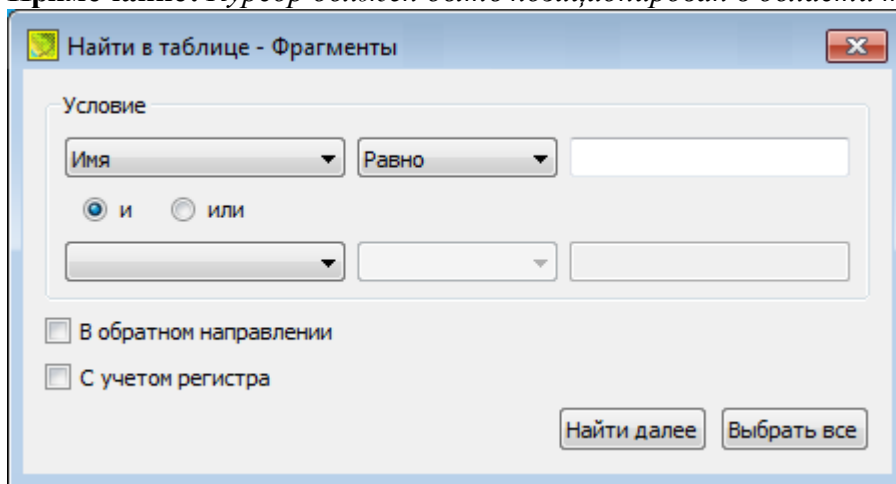 Найти в таблице - Фрагменты
Условие
Имя Равно
и или
В обратном направлении
С учетом регистра
Найти далее Выбрать все